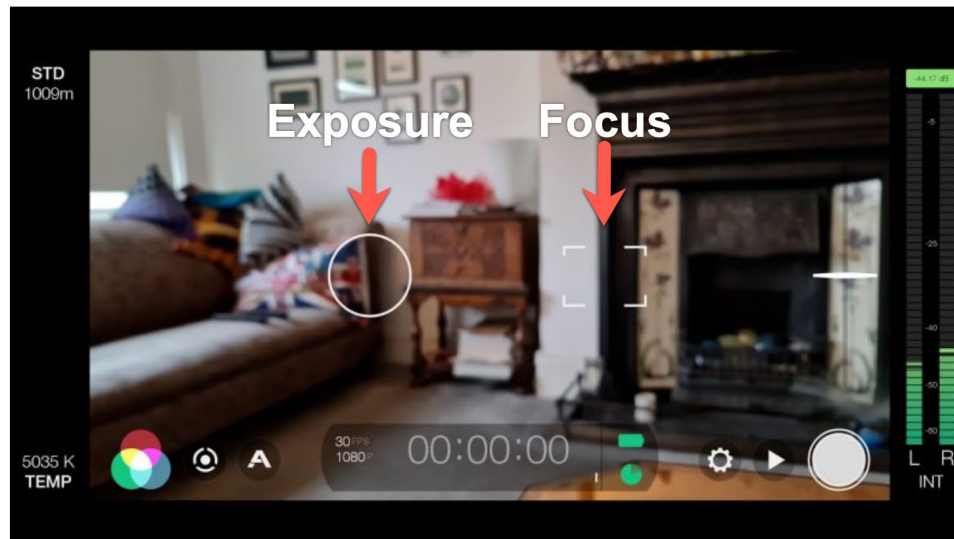 STD
1009m
-44.17 dB
Exposure Focus
-5
-25
-40
-50
-60
30 FPS
1080P
00:00:00
A
5035 K
TEMP
L R
INT